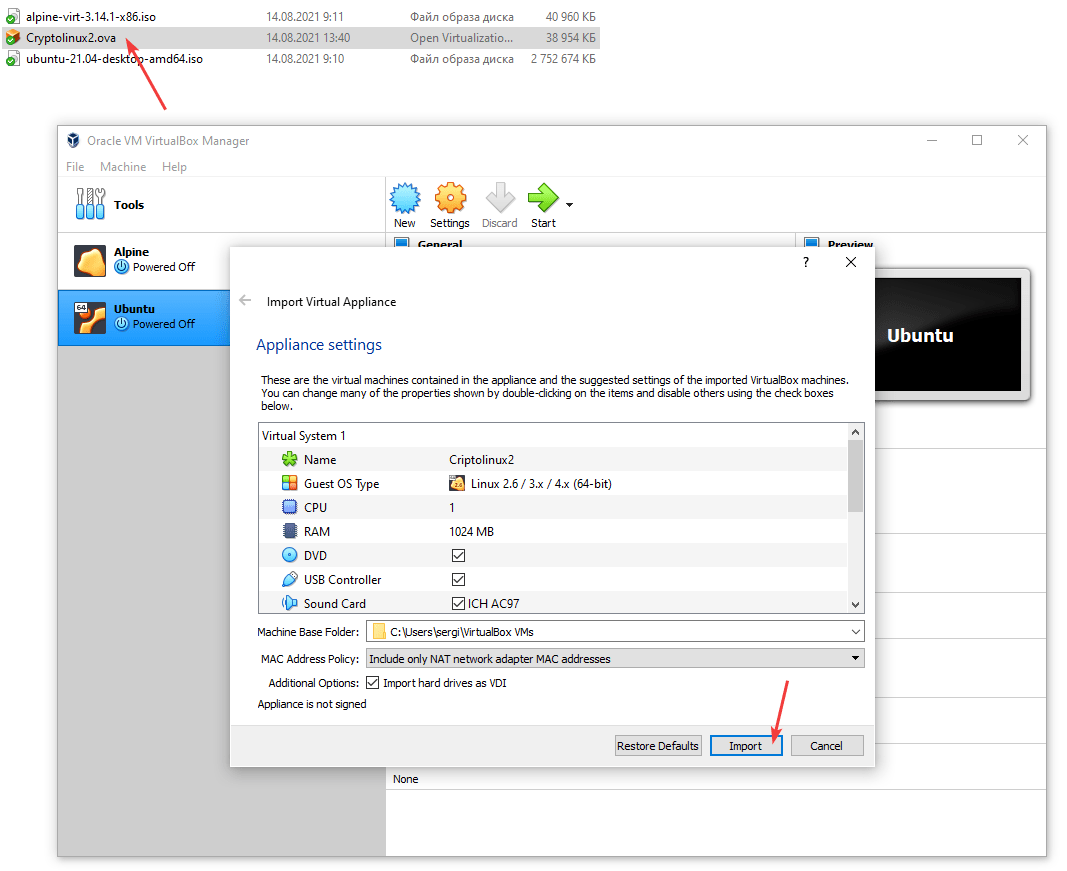 alpine-virt-3.14.1-x86.iso 14.08.2021 9:11 Файл образа диска 40 960 КБ
Cryptolinux2.ova 14.08.2021 13:40 Open Virtualizatio... 38 954 КБ
ubuntu-21.04-desktop-amd64.iso 14.08.2021 9:10 Файл образа диска 2 752 674 КБ
Oracle VM VirtualBox Manager
File Machine Help
Tools
New Settings Discard Start
General Preview
Alpine
Powered Off
64
Ubuntu
Powered Off
Ubuntu
?
Import Virtual Appliance
Appliance settings
These are the virtual machines contained in the appliance and the suggested settings of the imported VirtualBox machines.
You can change many of the properties shown by double-clicking on the items and disable others using the check boxes
below.
Virtual System 1
Name Criptolinux2
Guest OS Type 2.6 Linux 2.6 / 3.x / 4.x (64-bit)
CPU 1
RAM 1024 MB
DVD
USB Controller
Sound Card ICH AC97
Machine Base Folder: C:\Users\sergi\VirtualBox VMs
MAC Address Policy: Include only NAT network adapter MAC addresses
Additional Options: Import hard drives as VDI
Appliance is not signed
Restore Defaults Import Cancel
None